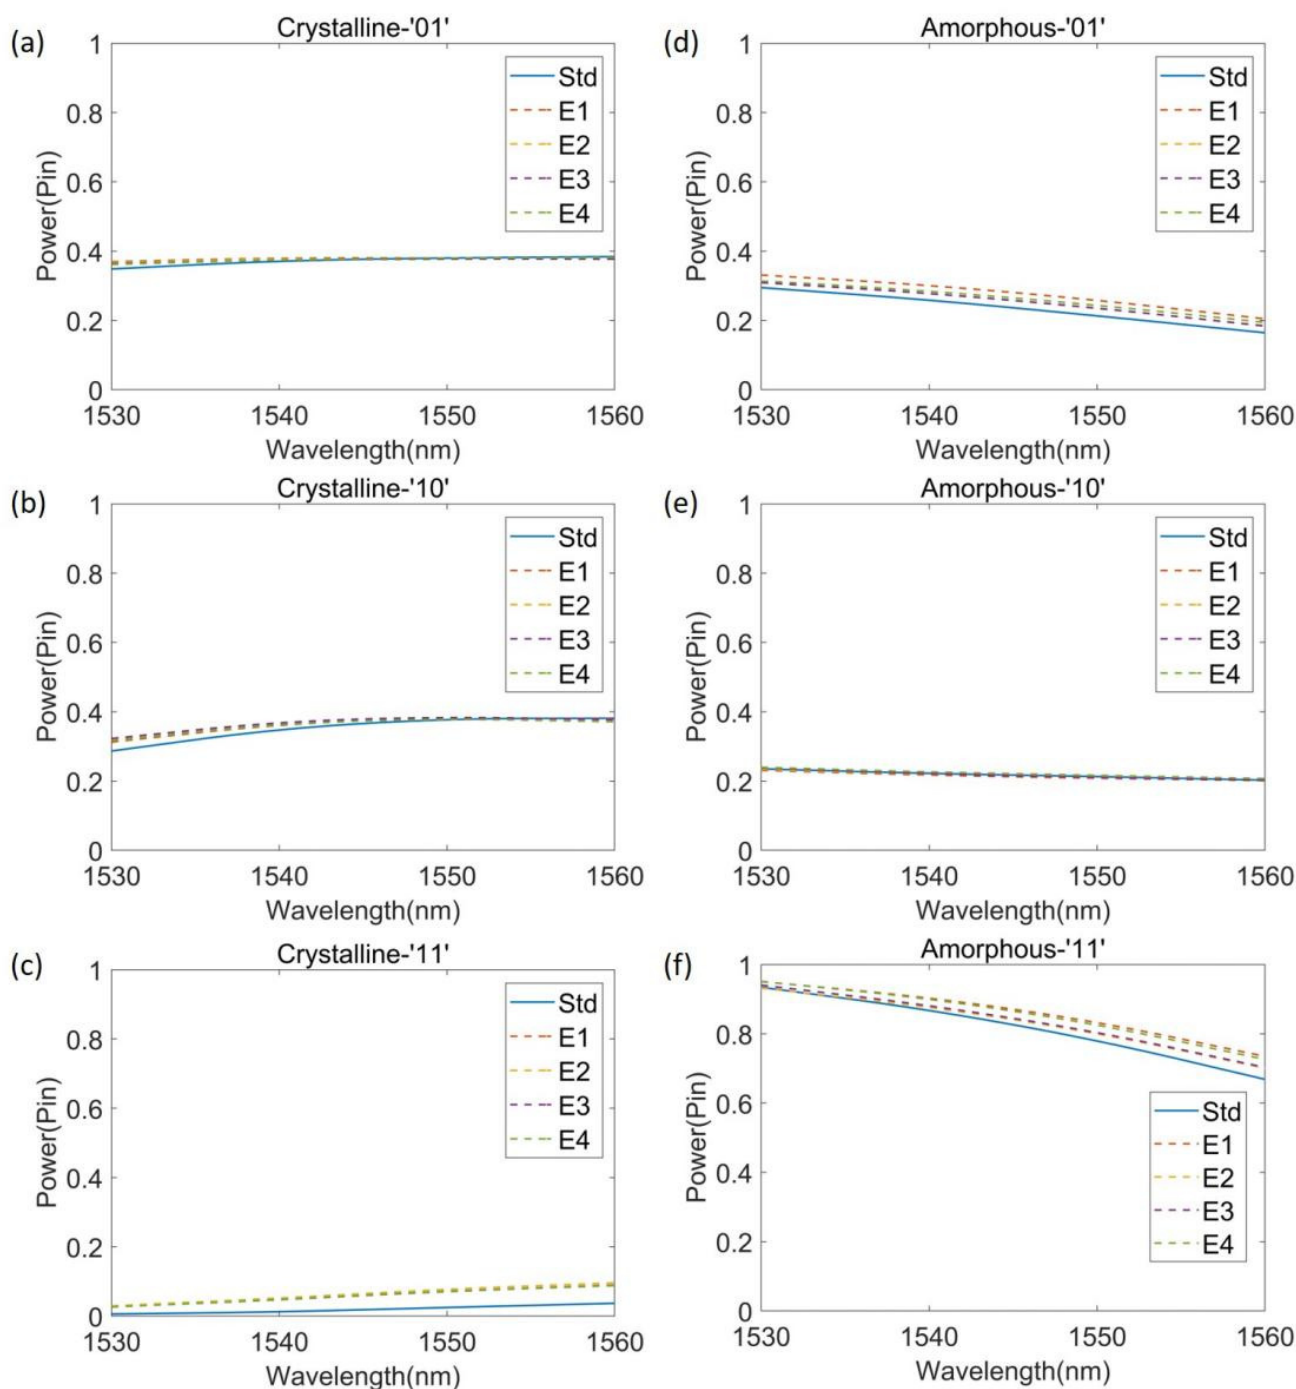 (a)
Crystalline-'01'
1
0.8
0.6
0.4
0.2
0
Power(Pin)
Std
E1
E2
E3
E4
1530
1540
1550
1560
Wavelength(nm)
(d)
Amorphous-'01'
1
0.8
0.6
0.4
0.2
0
Power(Pin)
Std
E1
E2
E3
E4
1530
1540
1550
1560
Wavelength(nm)
(b)
Crystalline-'10'
1
0.8
0.6
0.4
0.2
0
Power(Pin)
Std
E1
E2
E3
E4
1530
1540
1550
1560
Wavelength(nm)
(e)
Amorphous-'10'
1
0.8
0.6
0.4
0.2
0
Power(Pin)
Std
E1
E2
E3
E4
1530
1540
1550
1560
Wavelength(nm)
(c)
Crystalline-'11'
1
0.8
0.6
0.4
0.2
0
Power(Pin)
Std
E1
E2
E3
E4
1530
1540
1550
1560
Wavelength(nm)
(f)
Amorphous-'11'
1
0.8
0.6
0.4
0.2
0
Power(Pin)
Std
E1
E2
E3
E4
1530
1540
1550
1560
Wavelength(nm)